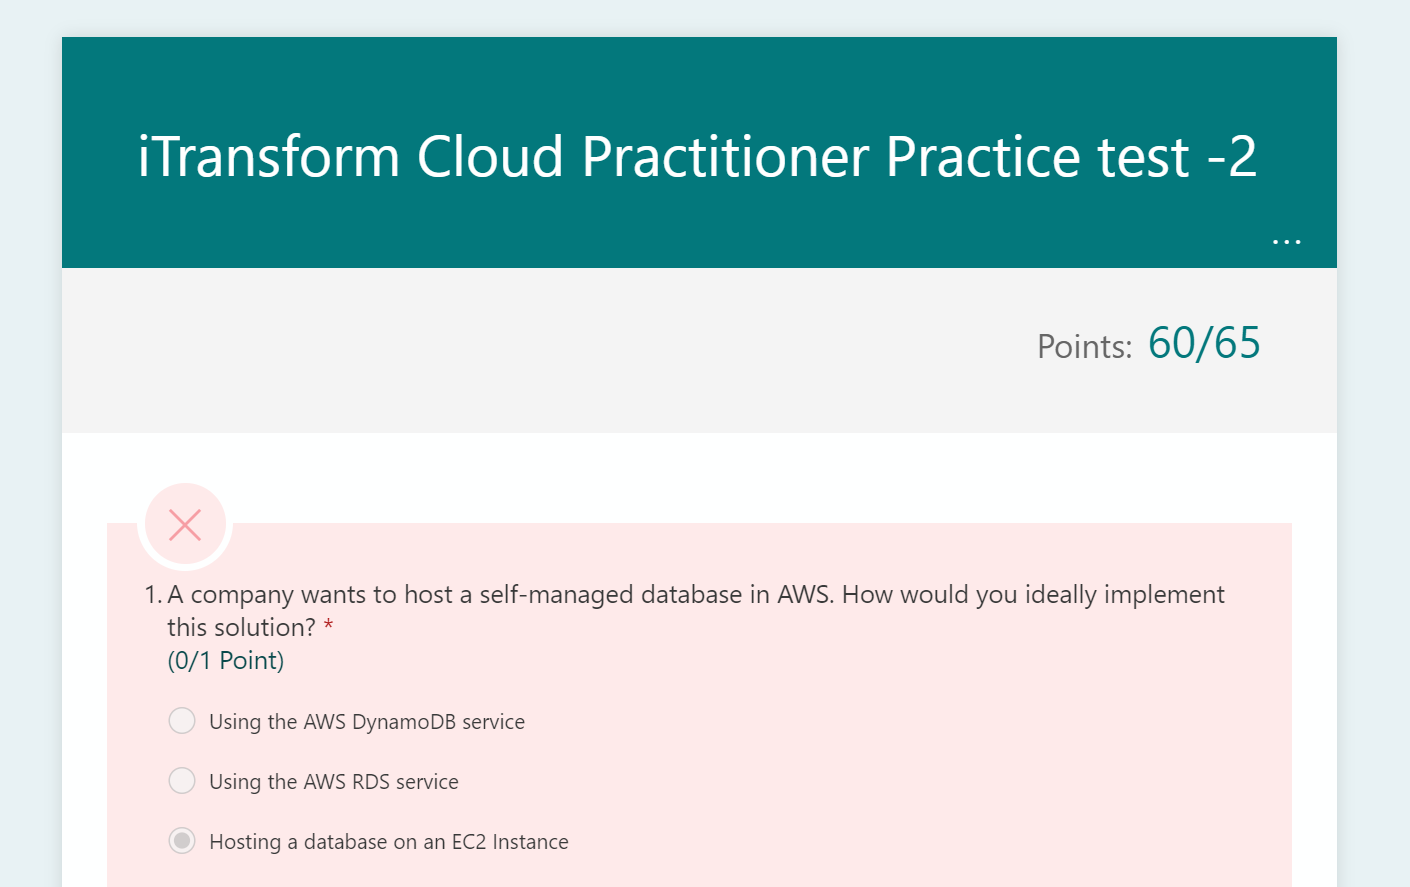 iTransform Cloud Practitioner Practice test -2
...
Points: 60/65
1. A company wants to host a self-managed database in AWS. How would you ideally implement
this solution? *
(0/1 Point)
Using the AWS DynamoDB service
Using the AWS RDS service
Hosting a database on an EC2 Instance